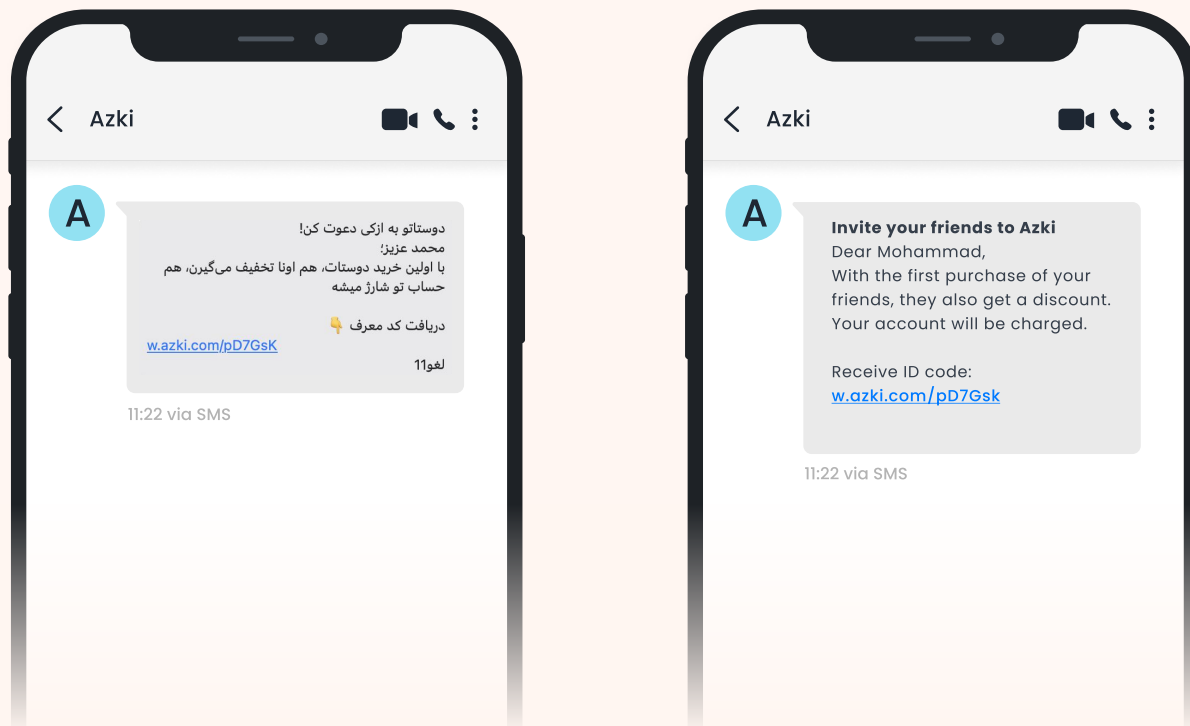 Azki
A
دوستاتو به ازکی دعوت کن!
محمد عزیز؛
با اولین خرید دوستات، هم اونا تخفیف می‌گیرن، هم
حساب تو شارژ میشه
دریافت کد معرف 👇
w.azki.com/pD7GsK
لغو11
11:22 via SMS
Azki
A
Invite your friends to Azki
Dear Mohammad,
With the first purchase of your
friends, they also get a discount.
Your account will be charged.
Receive ID code:
w.azki.com/pD7Gsk
11:22 via SMS